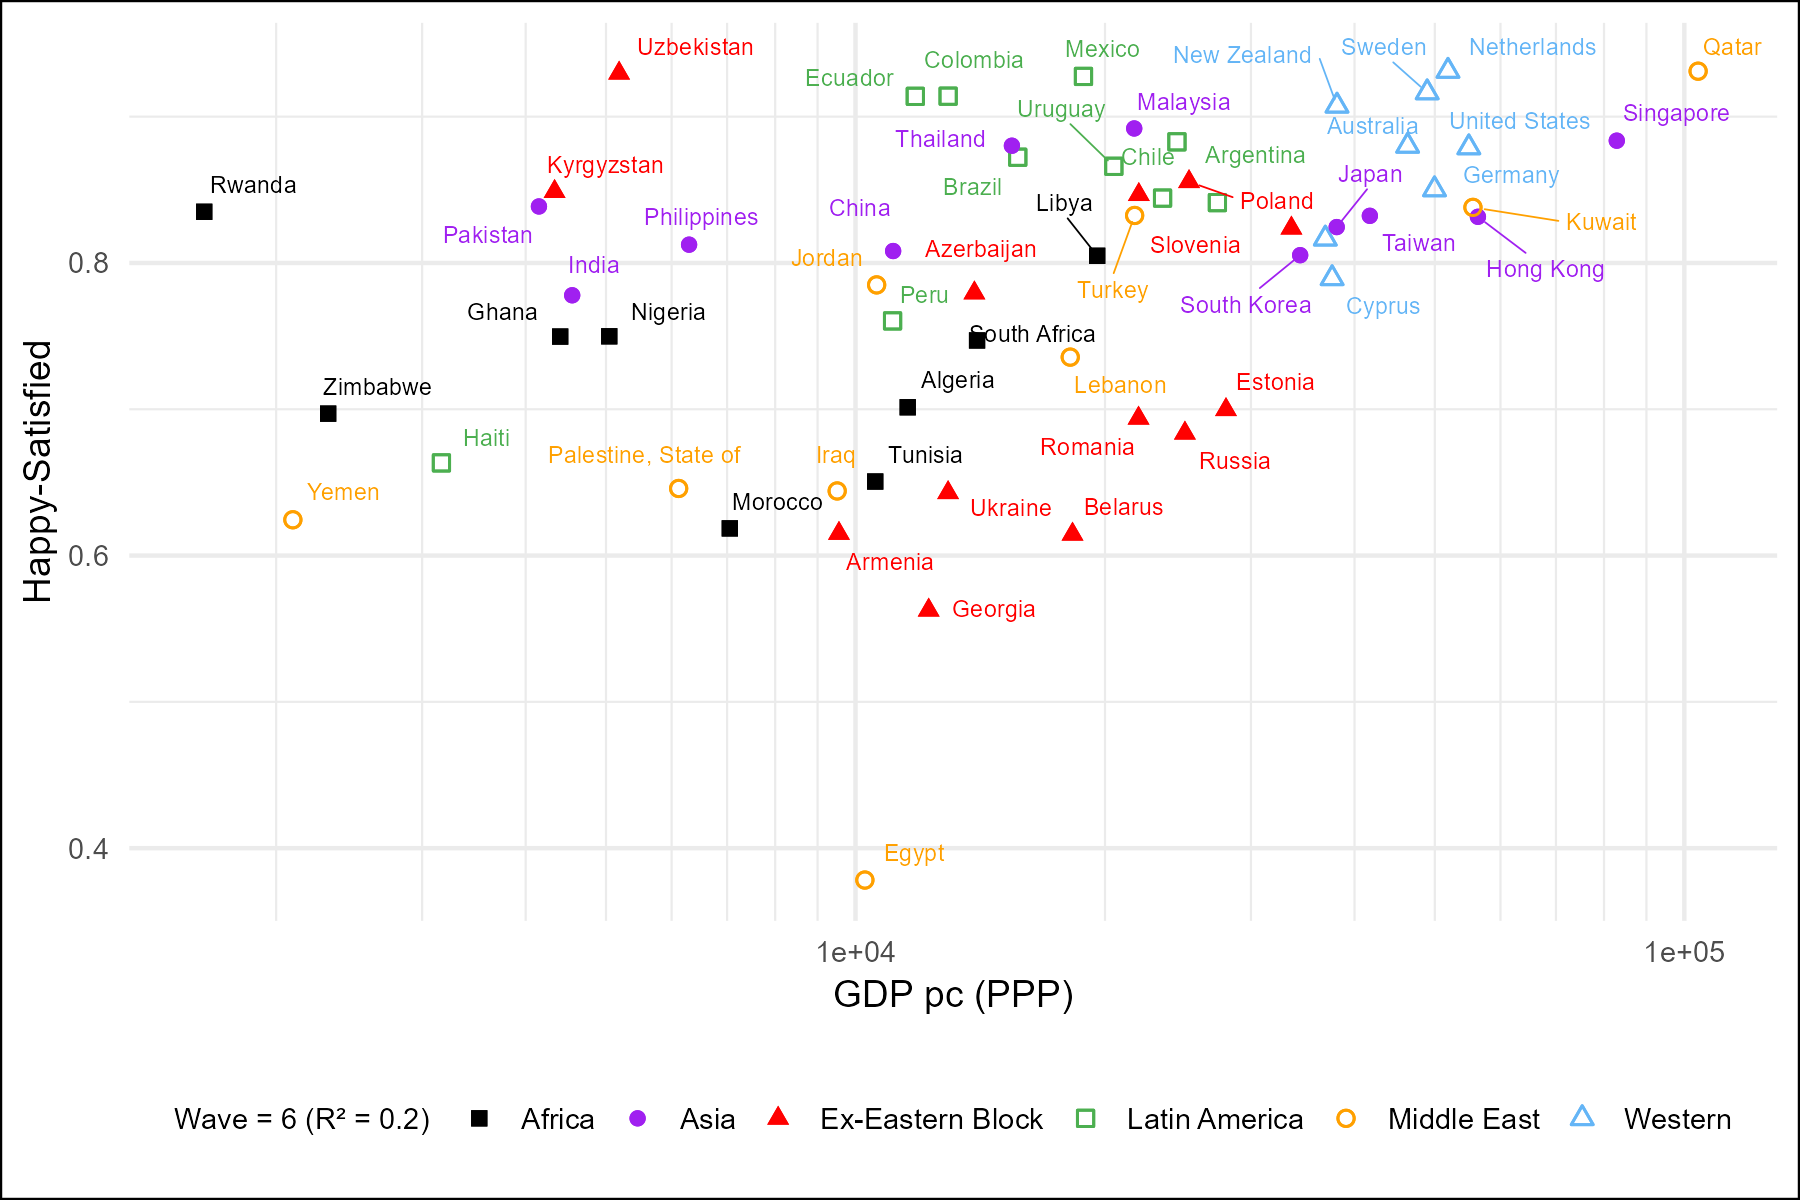 Uzbekistan
Colombia
Mexico
New Zealand
Sweden
Netherlands
Qatar
Ecuador
Uruguay
Malaysia
Australia
United States
Singapore
Thailand
Chile
Argentina
Kyrgyzstan
Rwanda
Brazil
Japan
Germany
Libya
Poland
Kuwait
Philippines
China
Pakistan
Azerbaijan
Slovenia
Taiwan
Hong Kong
0.8
India
Jordan
Peru
Turkey
South Korea
Cyprus
Ghana
Nigeria
South Africa
Zimbabwe
Algeria
Lebanon
Estonia
Haiti
Romania
Russia
Palestine, State of
Iraq
Tunisia
Yemen
Morocco
Ukraine
Belarus
0.6
Armenia
Georgia
0.4
Egypt
Happy-Satisfied
1e+04
1e+05
GDP pc (PPP)
Wave = 6 (R² = 0.2) Africa Asia Ex-Eastern Block Latin America Middle East Western